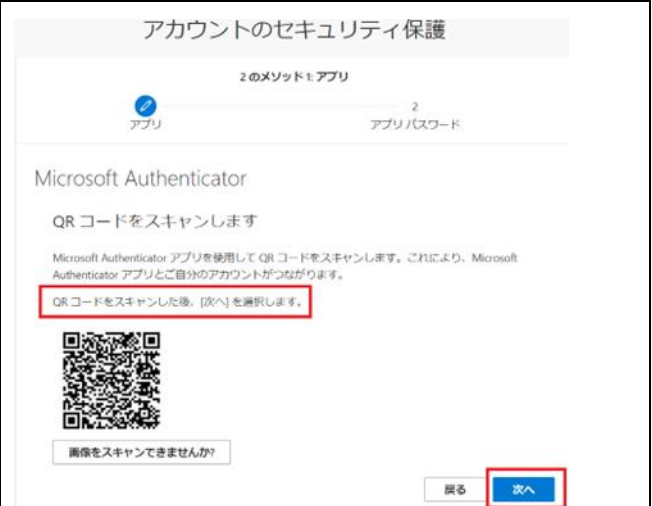 アカウントのセキュリティ保護
2 のメソッド 1: アプリ
アプリ
2
アプリ パスワード
Microsoft Authenticator
QR コードをスキャンします
Microsoft Authenticator アプリを使用して QR コードをスキャンします。これにより、Microsoft
Authenticator アプリとご自分のアカウントがつながります。
QR コードをスキャンした後、[次へ] を選択します。
画像をスキャンできませんか?
戻る
次へ